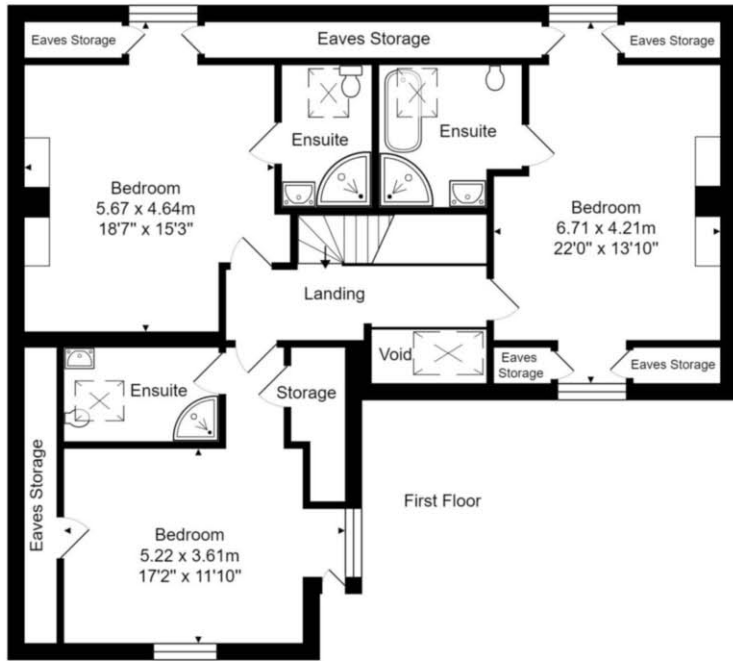 Eaves Storage
Eaves Storage
Eaves Storage
Ensuite
Ensuite
Bedroom
5.67 x 4.64m
18'7" x 15'3"
Bedroom
6.71 x 4.21m
22'0" x 13'10"
Landing
Void
Eaves
Storage
Eaves Storage
Ensuite
Storage
Eaves Storage
First Floor
Bedroom
5.22 x 3.61m
17'2" x 11'10"